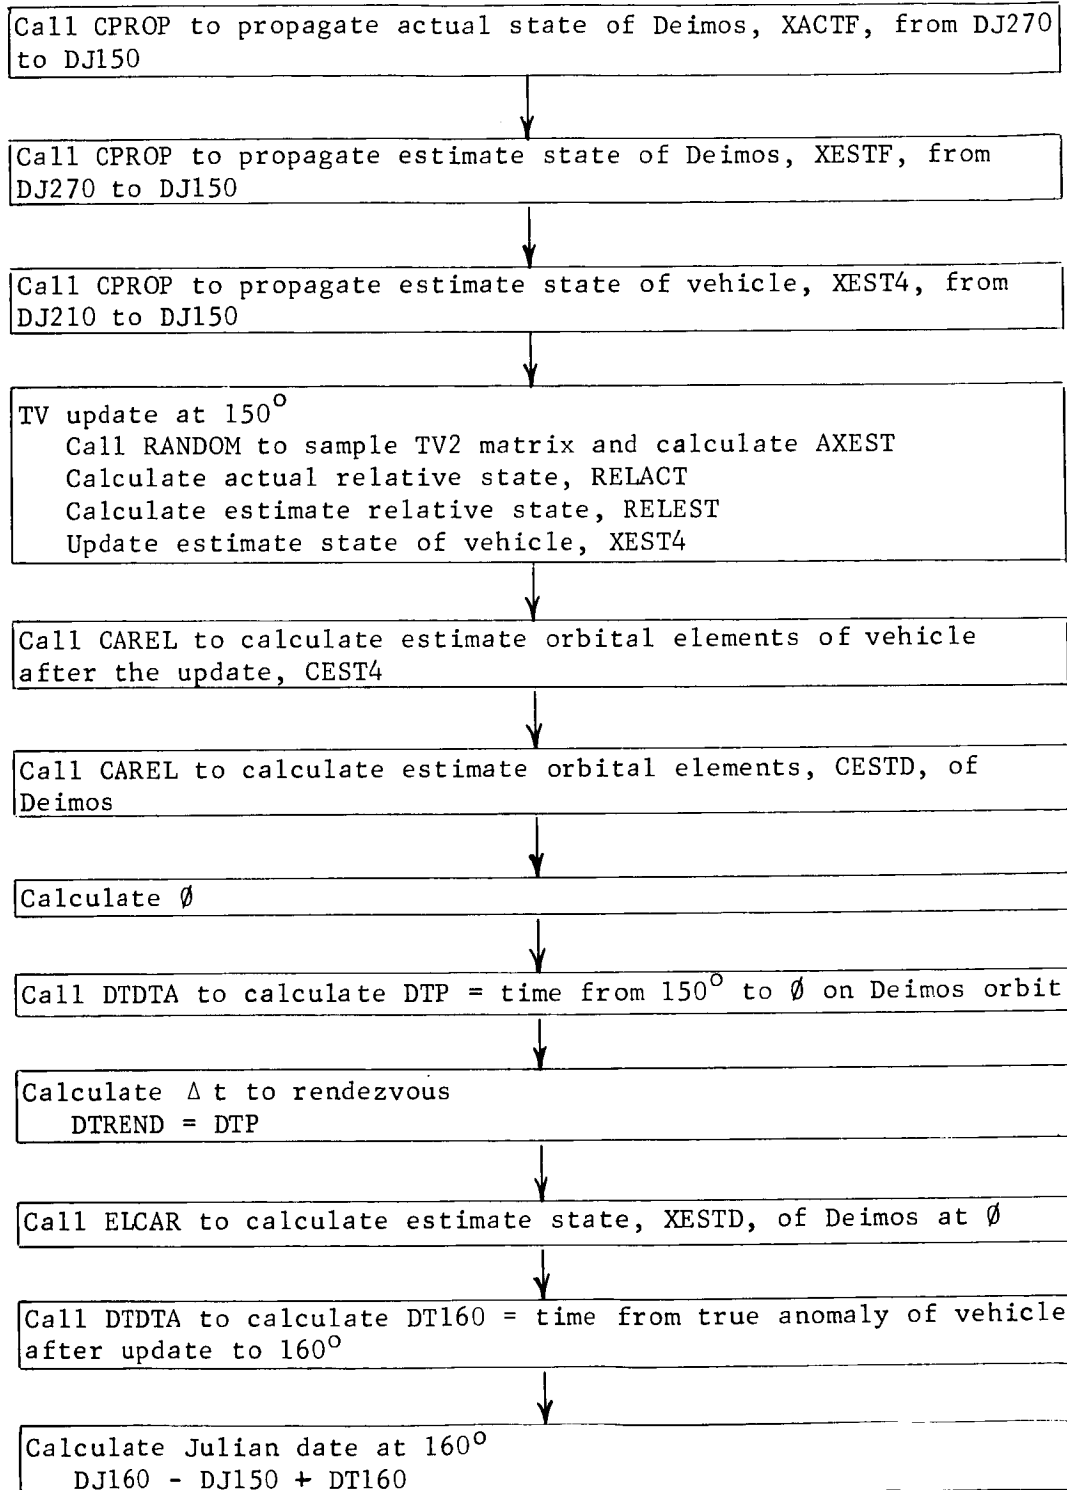 Call CPROP to propagate actual state of Deimos, XACTF, from DJ270
to DJ150
Call CPROP to propagate estimate state of Deimos, XESTF, from
DJ270 to DJ150
Call CPROP to propagate estimate state of vehicle, XEST4, from
DJ210 to DJ150
TV update at 150°
Call RANDOM to sample TV2 matrix and calculate AXEST
Calculate actual relative state, RELACT
Calculate estimate relative state, RELEST
Update estimate state of vehicle, XEST4
Call CAREL to calculate estimate orbital elements of vehicle
after the update, CEST4
Call CAREL to calculate estimate orbital elements, CESTD, of
Deimos
Calculate Ø
Call DTDTA to calculate DTP = time from 150° to Ø on Deimos orbit
Calculate Δ t to rendezvous
DTREND = DTP
Call ELCAR to calculate estimate state, XESTD, of Deimos at Ø
Call DTDTA to calculate DT160 = time from true anomaly of vehicle
after update to 160°
Calculate Julian date at 160°
DJ160 - DJ150 + DT160